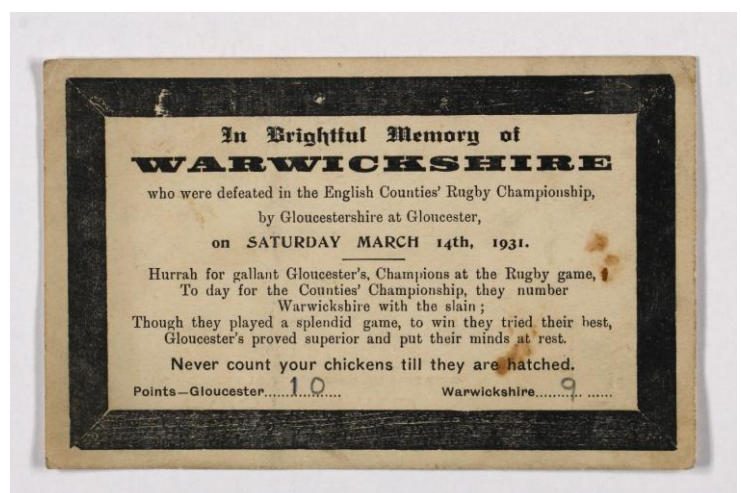 In Brightful Memory of
WARWICKSHIRE
who were defeated in the English Counties' Rugby Championship,
by Gloucestershire at Gloucester,
on SATURDAY MARCH 14th, 1931.
Hurrah for gallant Gloucester's, Champions at the Rugby game,
To day for the Counties' Championship, they number
Warwickshire with the slain ;
Though they played a splendid game, to win they tried their best,
Gloucester's proved superior and put their minds at rest.
Never count your chickens till they are hatched.
Points—Gloucester..........10.......... Warwickshire..........9..........